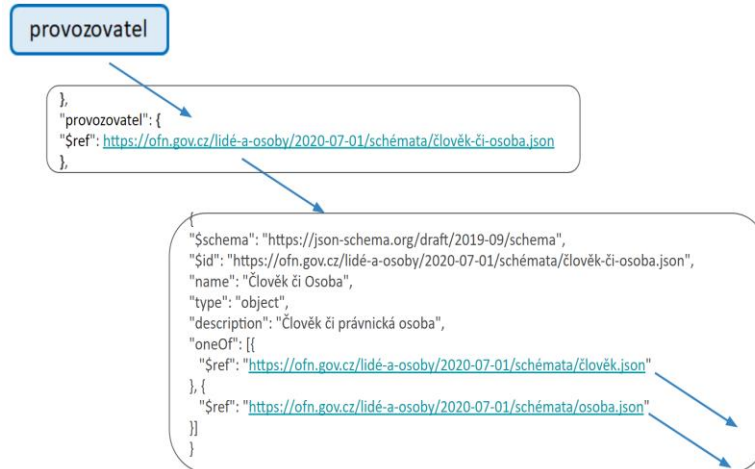 provozovatel
},
"provozovatel": {
"$ref": https://ofn.gov.cz/lidé-a-osoby/2020-07-01/schémata/člověk-či-osoba.json
},
{
"$schema": "https://json-schema.org/draft/2019-09/schema",
"$id": "https://ofn.gov.cz/lidé-a-osoby/2020-07-01/schémata/člověk-či-osoba.json",
"name": "Člověk či Osoba",
"type": "object",
"description": "Člověk či právnická osoba",
"oneOf": [{
"$ref": "https://ofn.gov.cz/lidé-a-osoby/2020-07-01/schémata/člověk.json"
}, {
"$ref": "https://ofn.gov.cz/lidé-a-osoby/2020-07-01/schémata/osoba.json"
}]
}